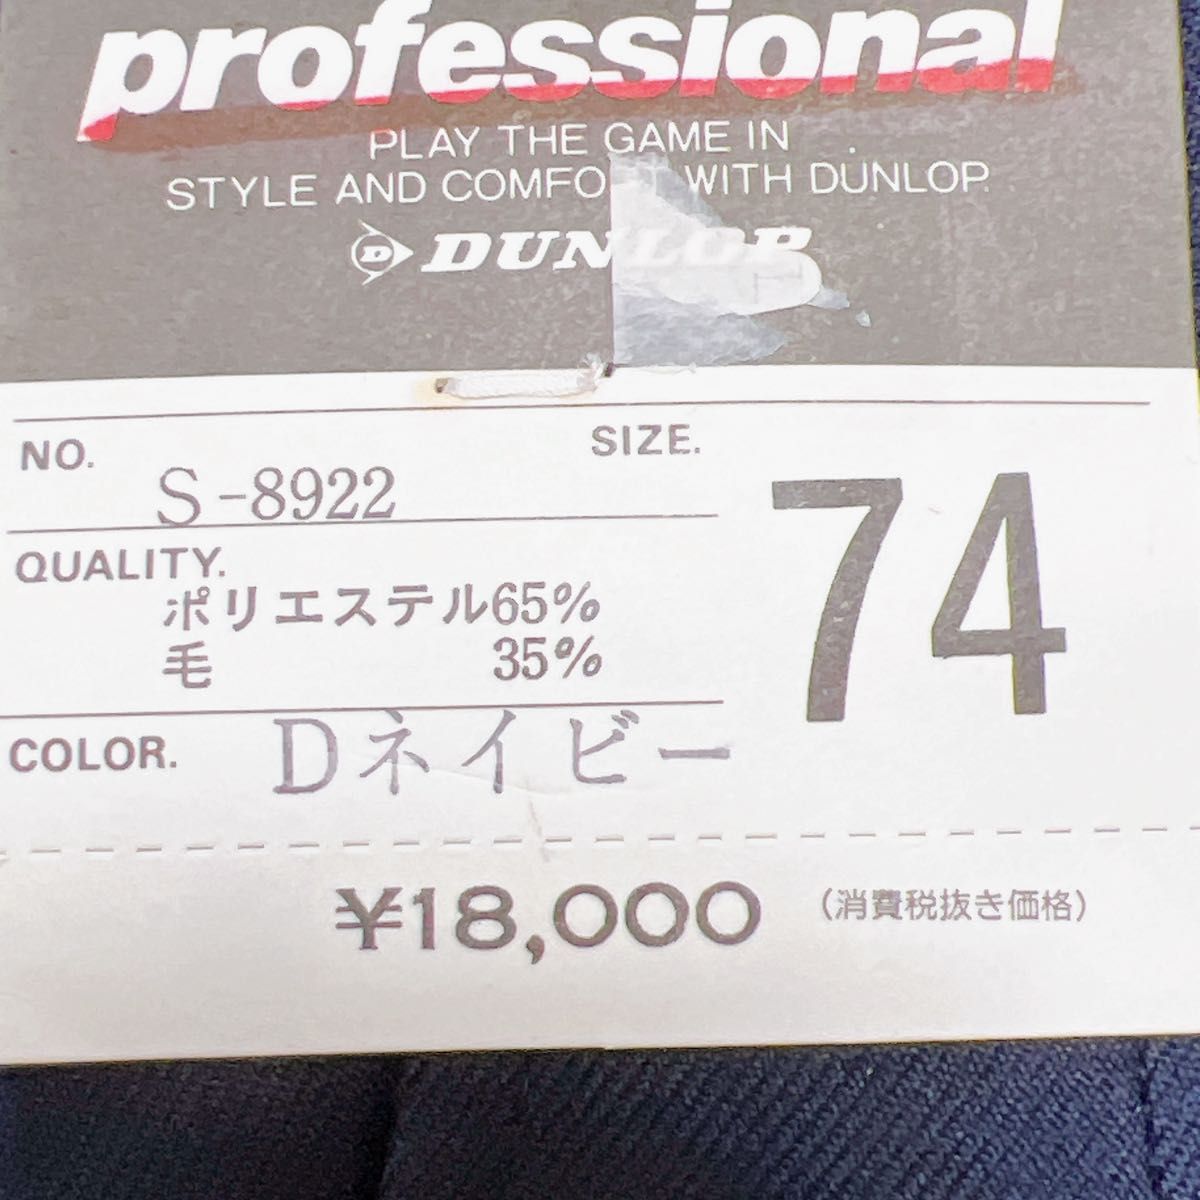 professional
PLAY THE GAME IN
STYLE AND COMFORT WITH DUNLOP.
D DUNLOP
NO.
S-8922
SIZE.
74
QUALITY.
ポリエステル65%
毛 35%
COLOR.
Dネイビー
¥18,000 (消費税抜き価格)